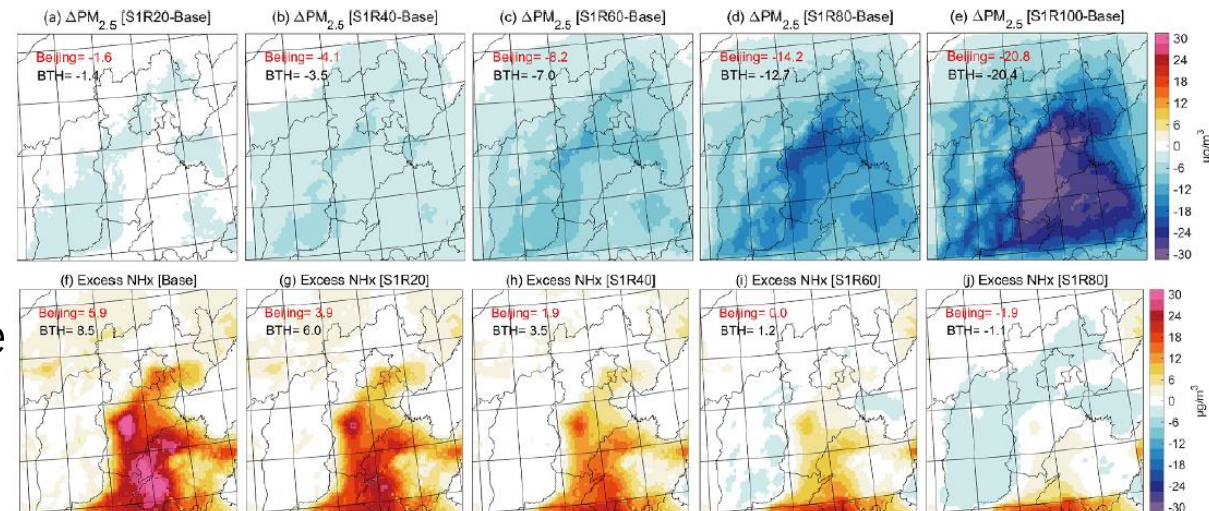 (a) ΔPM2.5 [S1R20-Base]
Beijing= -1.6
BTH= -1.4
(b) ΔPM2.5 [S1R40-Base]
Beijing= -4.1
BTH= -3.5
(c) ΔPM2.5 [S1R60-Base]
Beijing= -8.2
BTH= -7.0
(d) ΔPM2.5 [S1R80-Base]
Beijing= -14.2
BTH= -12.7
(e) ΔPM2.5 [S1R100-Base]
Beijing= -20.8
BTH= -20.4
30
24
18
12
6
0
-6
-12
-18
-24
-30
μg/m³
(f) Excess NHx [Base]
Beijing= 5.9
BTH= 8.5
(g) Excess NHx [S1R20]
Beijing= 3.9
BTH= 6.0
(h) Excess NHx [S1R40]
Beijing= 1.9
BTH= 3.5
(i) Excess NHx [S1R60]
Beijing= 0.0
BTH= 1.2
(j) Excess NHx [S1R80]
Beijing= -1.9
BTH= -1.1
30
24
18
12
6
0
-6
-12
-18
-24
-30
μg/m³
e